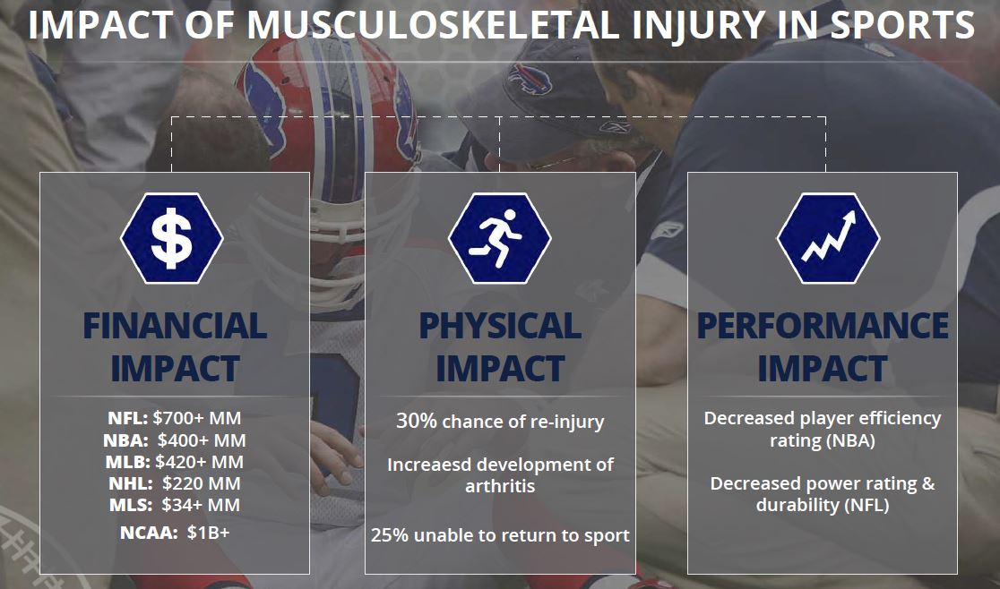 IMPACT OF MUSCULOSKELETAL INJURY IN SPORTS
FINANCIAL
IMPACT
NFL: $700+ MM
NBA: $400+ MM
MLB: $420+ MM
NHL: $220 MM
MLS: $34+ MM
NCAA: $1B+
PHYSICAL
IMPACT
30% chance of re-injury
Increaesd development of
arthritis
25% unable to return to sport
PERFORMANCE
IMPACT
Decreased player efficiency
rating (NBA)
Decreased power rating &
durability (NFL)